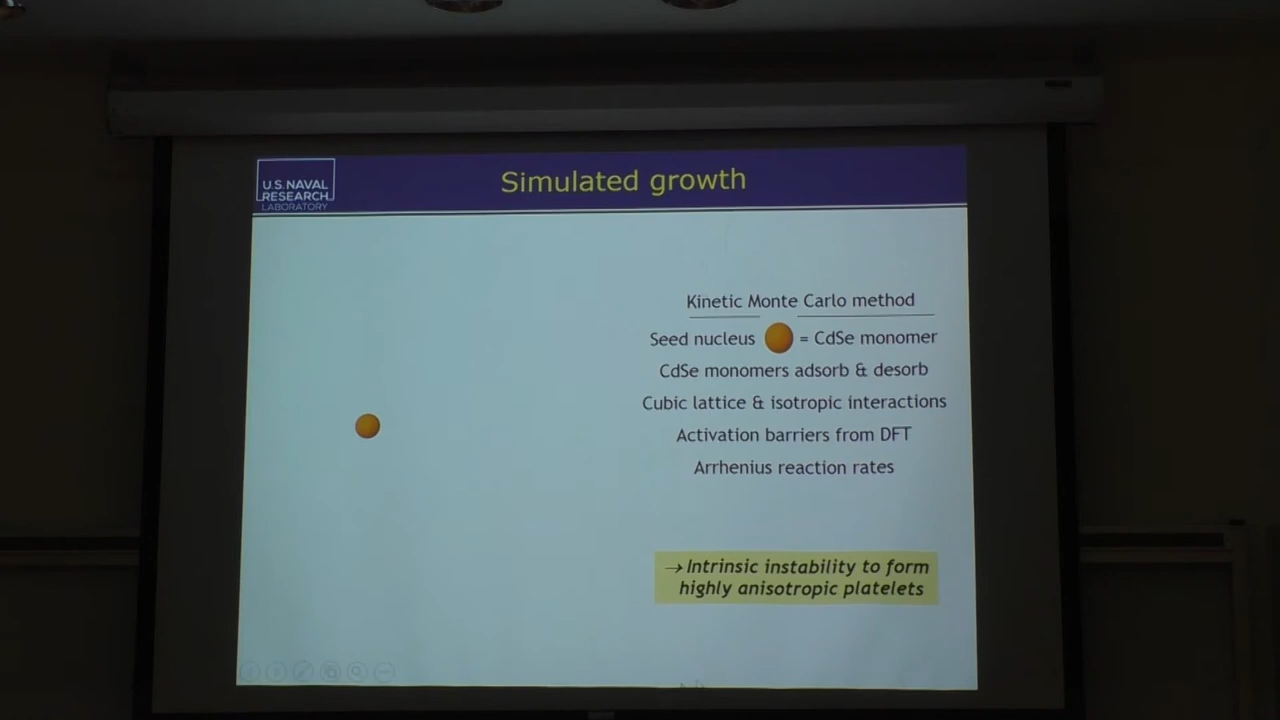 U.S. NAVAL
RESEARCH
LABORATORY
Simulated growth
Kinetic Monte Carlo method
Seed nucleus = CdSe monomer
CdSe monomers adsorb & desorb
Cubic lattice & isotropic interactions
Activation barriers from DFT
Arrhenius reaction rates
→ Intrinsic instability to form
highly anisotropic platelets